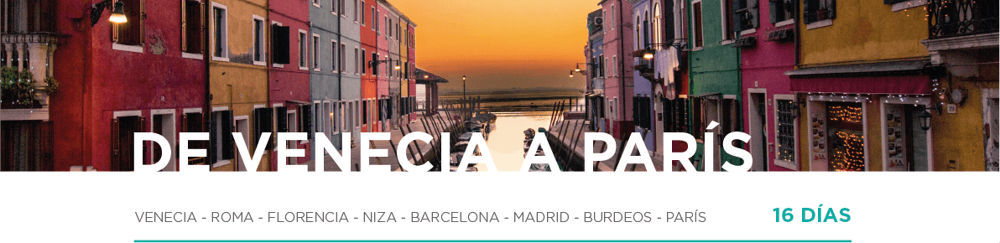 DE VENECIA A PARÍS
VENECIA - ROMA - FLORENCIA - NIZA - BARCELONA - MADRID - BURDEOS - PARÍS 16 DÍAS